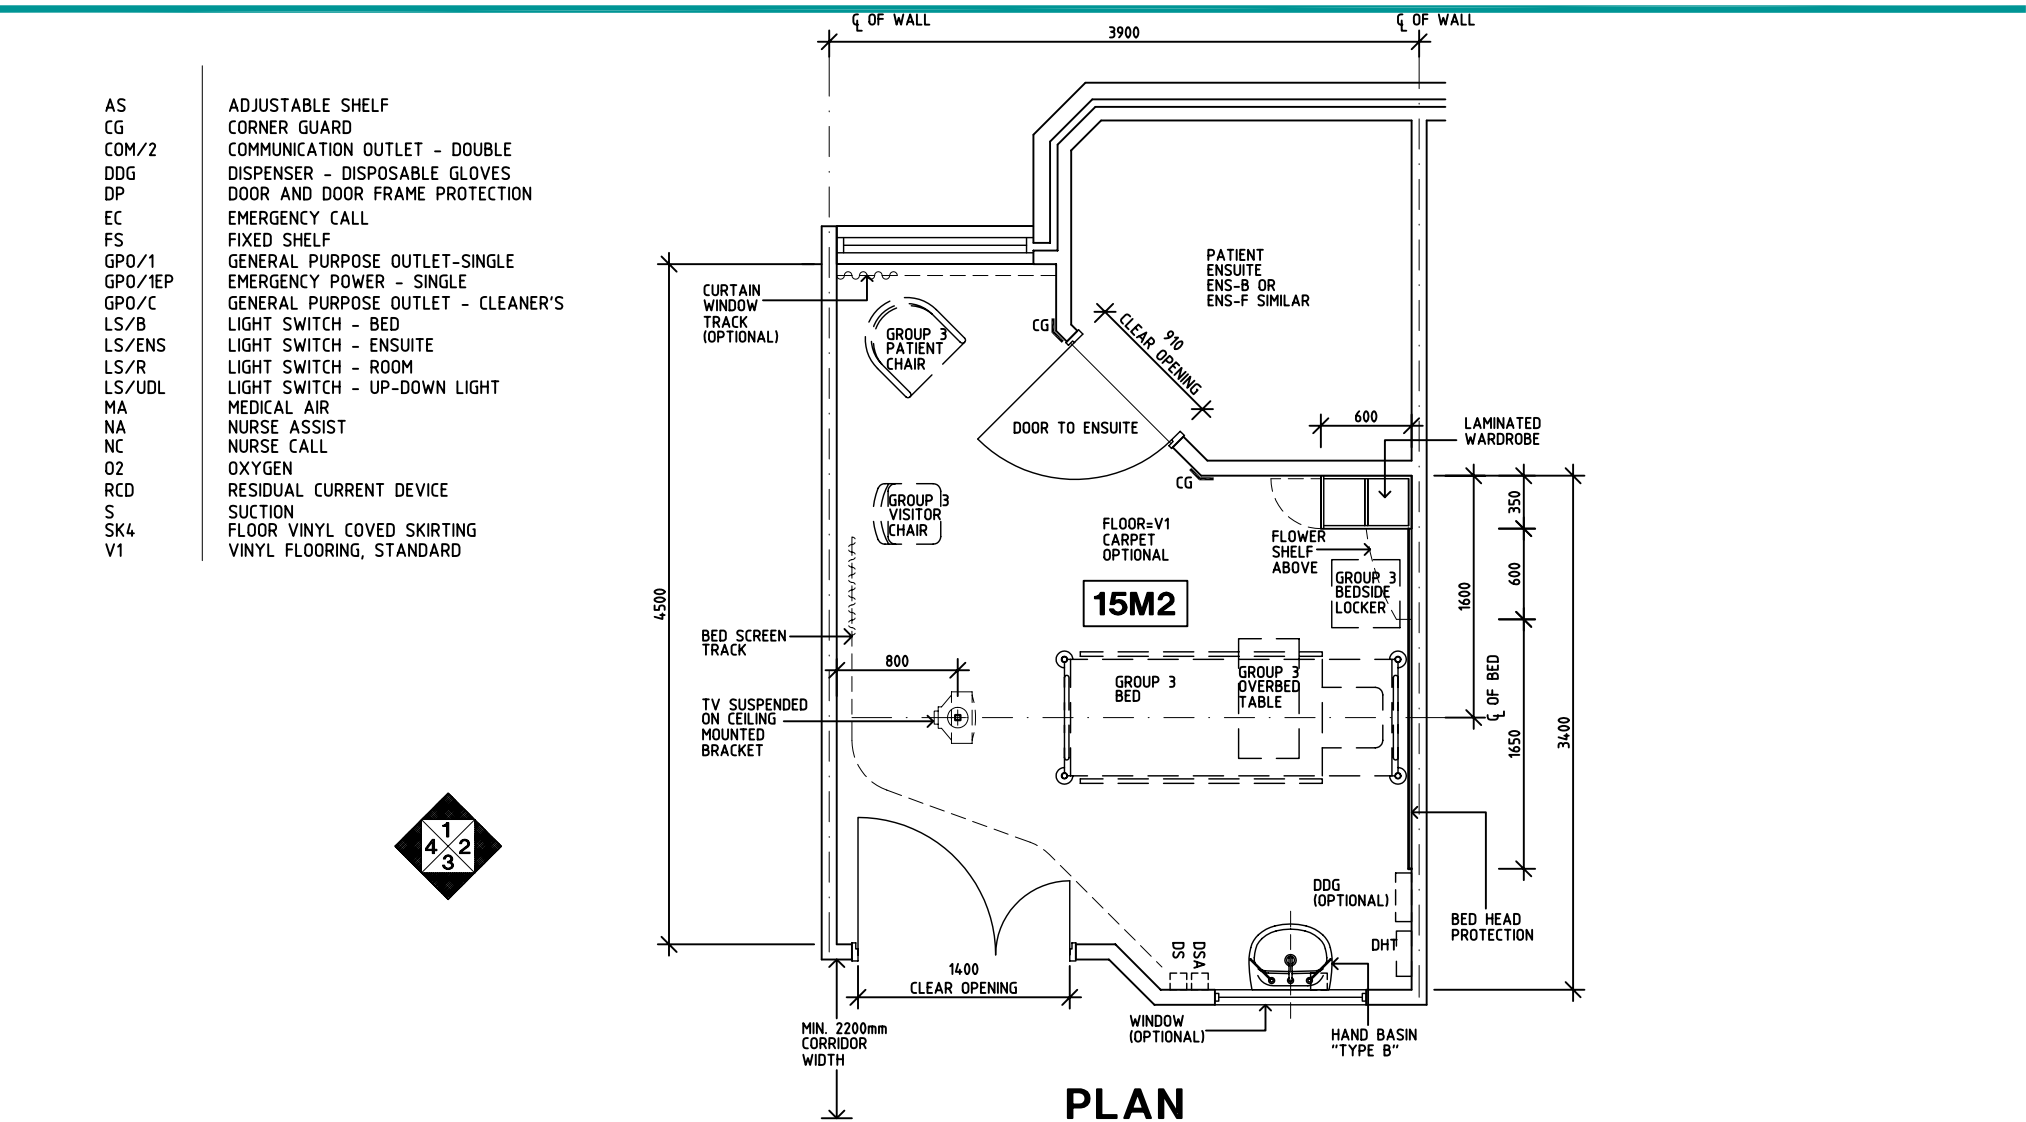 ℄ OF WALL
℄ OF WALL
3900
AS ADJUSTABLE SHELF
CG CORNER GUARD
COM/2 COMMUNICATION OUTLET - DOUBLE
DDG DISPENSER - DISPOSABLE GLOVES
DP DOOR AND DOOR FRAME PROTECTION
EC EMERGENCY CALL
FS FIXED SHELF
GPO/1 GENERAL PURPOSE OUTLET-SINGLE
GPO/1EP EMERGENCY POWER - SINGLE
GPO/C GENERAL PURPOSE OUTLET - CLEANER'S
LS/B LIGHT SWITCH - BED
LS/ENS LIGHT SWITCH - ENSUITE
LS/R LIGHT SWITCH - ROOM
LS/UDL LIGHT SWITCH - UP-DOWN LIGHT
MA MEDICAL AIR
NA NURSE ASSIST
NC NURSE CALL
O2 OXYGEN
RCD RESIDUAL CURRENT DEVICE
S SUCTION
SK4 FLOOR VINYL COVED SKIRTING
V1 VINYL FLOORING, STANDARD
PATIENT
ENSUITE
ENS-B OR
ENS-F SIMILAR
CURTAIN
WINDOW
TRACK
(OPTIONAL)
GROUP 3
PATIENT
CHAIR
CG
910
CLEAR OPENING
DOOR TO ENSUITE
600
LAMINATED
WARDROBE
CG
GROUP 3
VISITOR
CHAIR
FLOOR=V1
CARPET
OPTIONAL
FLOWER
SHELF
ABOVE
GROUP 3
BEDSIDE
LOCKER
15M2
4500
350
600
1600
1650
3400
℄ OF BED
BED SCREEN
TRACK
800
GROUP 3
BED
GROUP 3
OVERBED
TABLE
TV SUSPENDED
ON CEILING
MOUNTED
BRACKET
1
4 2
3
DDG
(OPTIONAL)
BED HEAD
PROTECTION
DHT
DS
DSA
1400
CLEAR OPENING
MIN. 2200mm
CORRIDOR
WIDTH
WINDOW
(OPTIONAL)
HAND BASIN
"TYPE B"
PLAN